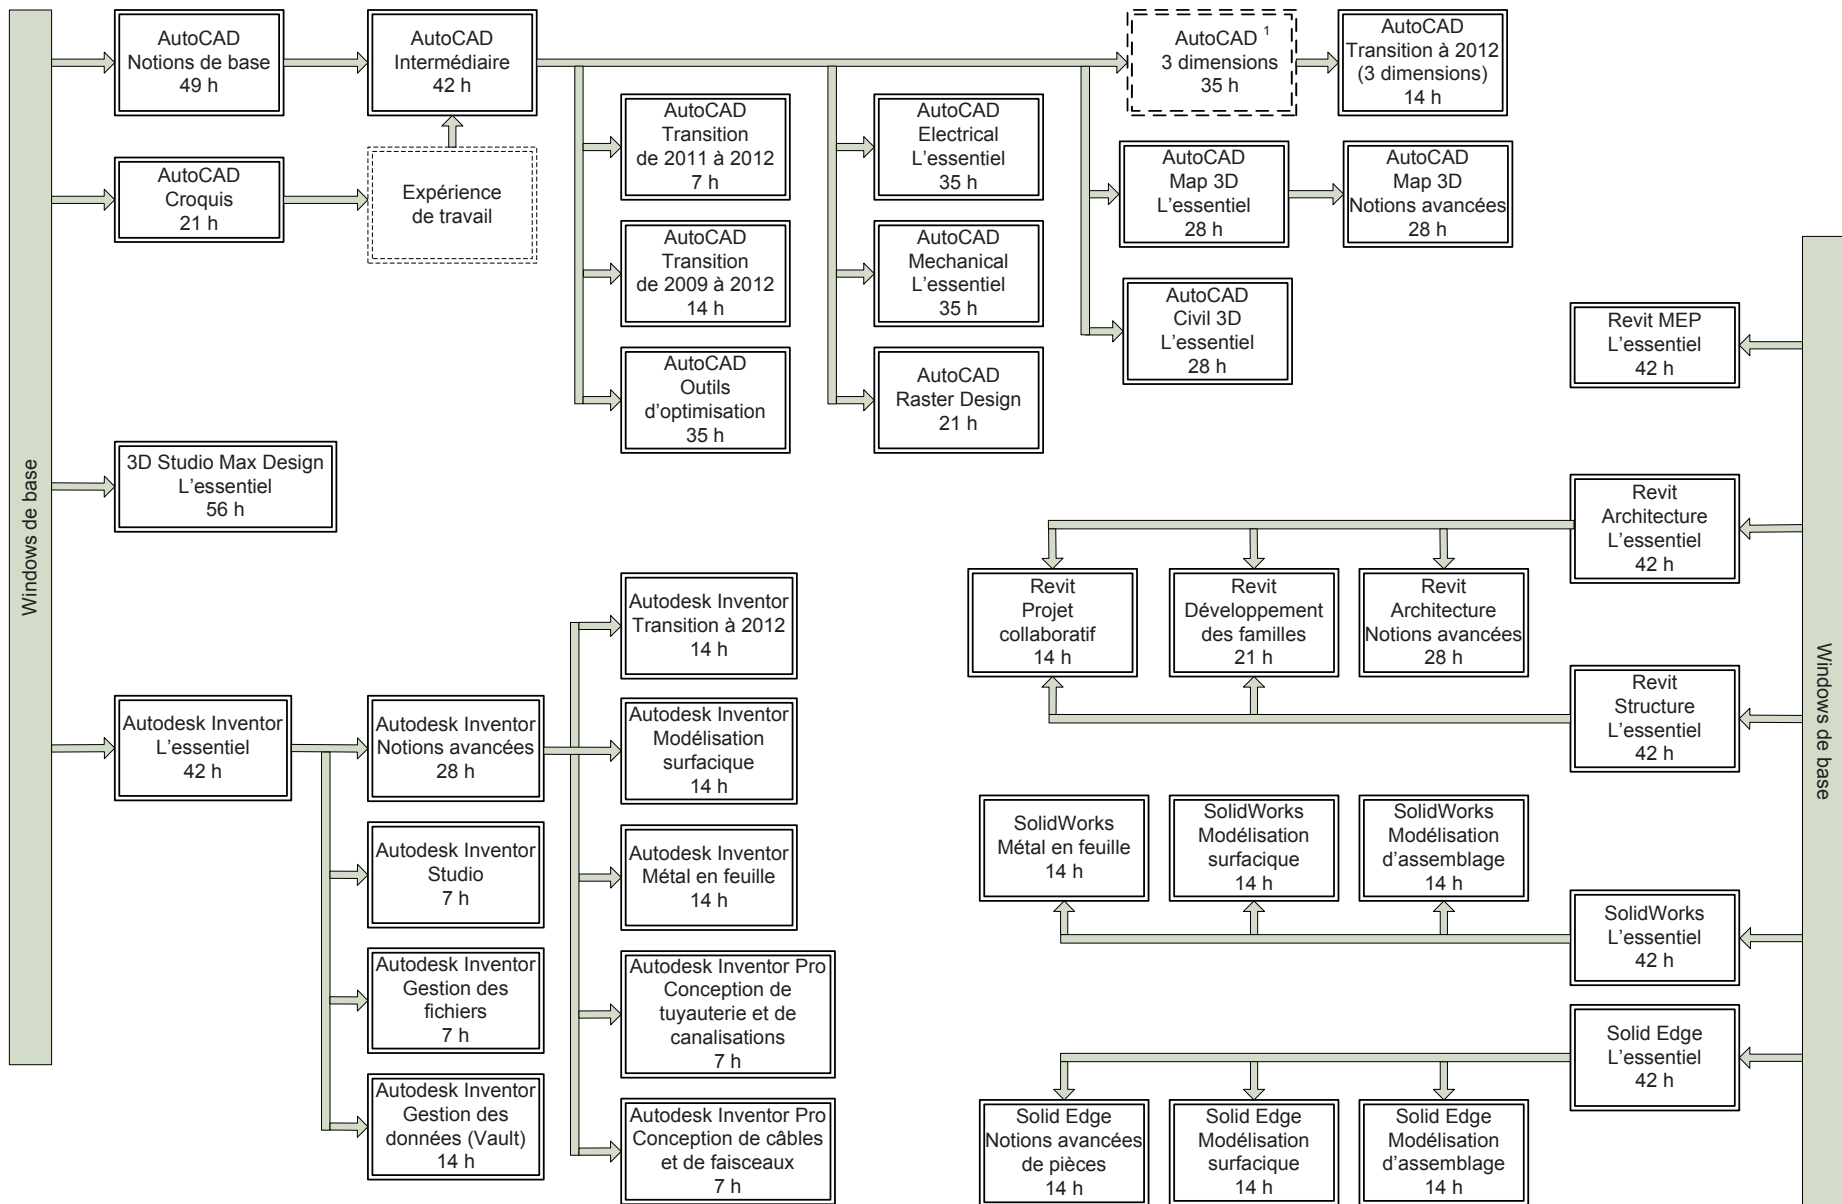 Windows de base
AutoCAD
Notions de base
49 h
AutoCAD
Intermédiaire
42 h
AutoCAD 1
3 dimensions
35 h
AutoCAD
Transition à 2012
(3 dimensions)
14 h
AutoCAD
Croquis
21 h
Expérience
de travail
AutoCAD
Transition
de 2011 à 2012
7 h
AutoCAD
Electrical
L'essentiel
35 h
AutoCAD
Map 3D
L'essentiel
28 h
AutoCAD
Map 3D
Notions avancées
28 h
AutoCAD
Transition
de 2009 à 2012
14 h
AutoCAD
Mechanical
L'essentiel
35 h
AutoCAD
Civil 3D
L'essentiel
28 h
AutoCAD
Outils
d'optimisation
35 h
AutoCAD
Raster Design
21 h
3D Studio Max Design
L'essentiel
56 h
Autodesk Inventor
L'essentiel
42 h
Autodesk Inventor
Notions avancées
28 h
Autodesk Inventor
Studio
7 h
Autodesk Inventor
Gestion des
fichiers
7 h
Autodesk Inventor
Gestion des
données (Vault)
14 h
Autodesk Inventor
Transition à 2012
14 h
Autodesk Inventor
Modélisation
surfacique
14 h
Autodesk Inventor
Métal en feuille
14 h
Autodesk Inventor Pro
Conception de
tuyauterie et de
canalisations
7 h
Autodesk Inventor Pro
Conception de câbles
et de faisceaux
7 h
Windows de base
Revit MEP
L'essentiel
42 h
Revit
Architecture
L'essentiel
42 h
Revit
Projet
collaboratif
14 h
Revit
Développement
des familles
21 h
Revit
Architecture
Notions avancées
28 h
Revit
Structure
L'essentiel
42 h
SolidWorks
Métal en feuille
14 h
SolidWorks
Modélisation
surfacique
14 h
SolidWorks
Modélisation
d'assemblage
14 h
SolidWorks
L'essentiel
42 h
Solid Edge
L'essentiel
42 h
Solid Edge
Notions avancées
de pièces
14 h
Solid Edge
Modélisation
surfacique
14 h
Solid Edge
Modélisation
d'assemblage
14 h